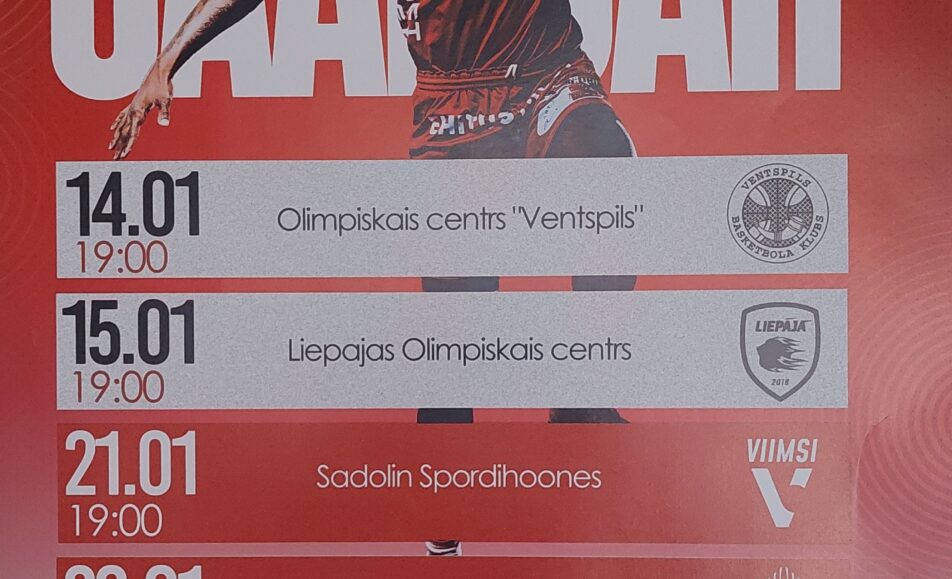 14.01
19:00
Olimpiskais centrs "Ventspils"
VENTSPILS
BASKETBOLA KLUBS
15.01
19:00
Liepajas Olimpiskais centrs
LIEPĀJA
2018
21.01
19:00
Sadolin Spordihoones
VIIMSI